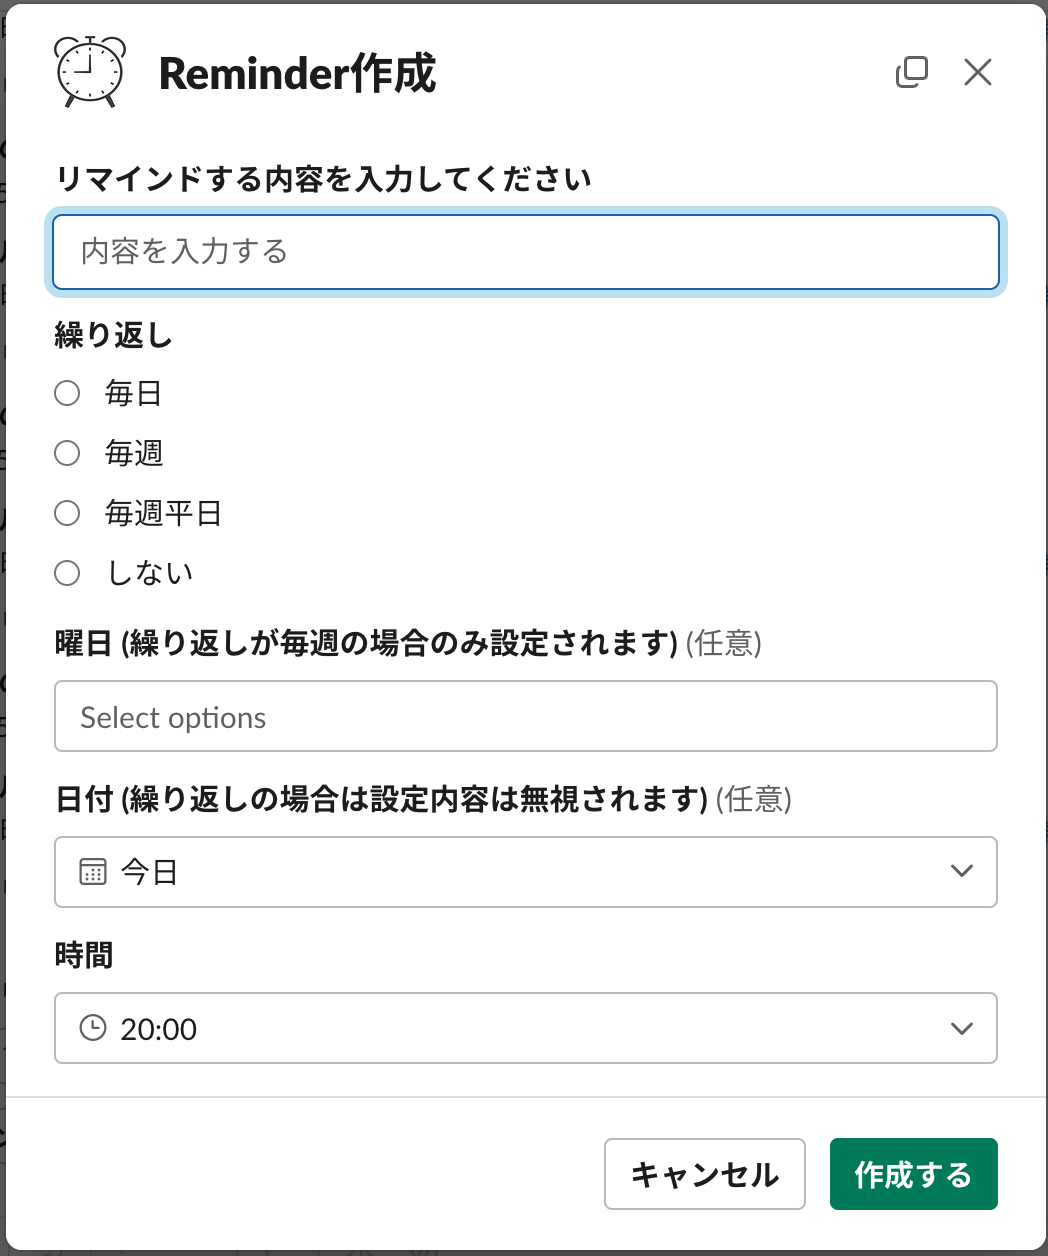 Reminder作成
リマインドする内容を入力してください
内容を入力する
繰り返し
毎日
毎週
毎週平日
しない
曜日 (繰り返しが毎週の場合のみ設定されます) (任意)
Select options
日付 (繰り返しの場合は設定内容は無視されます) (任意)
今日
時間
20:00
キャンセル
作成する